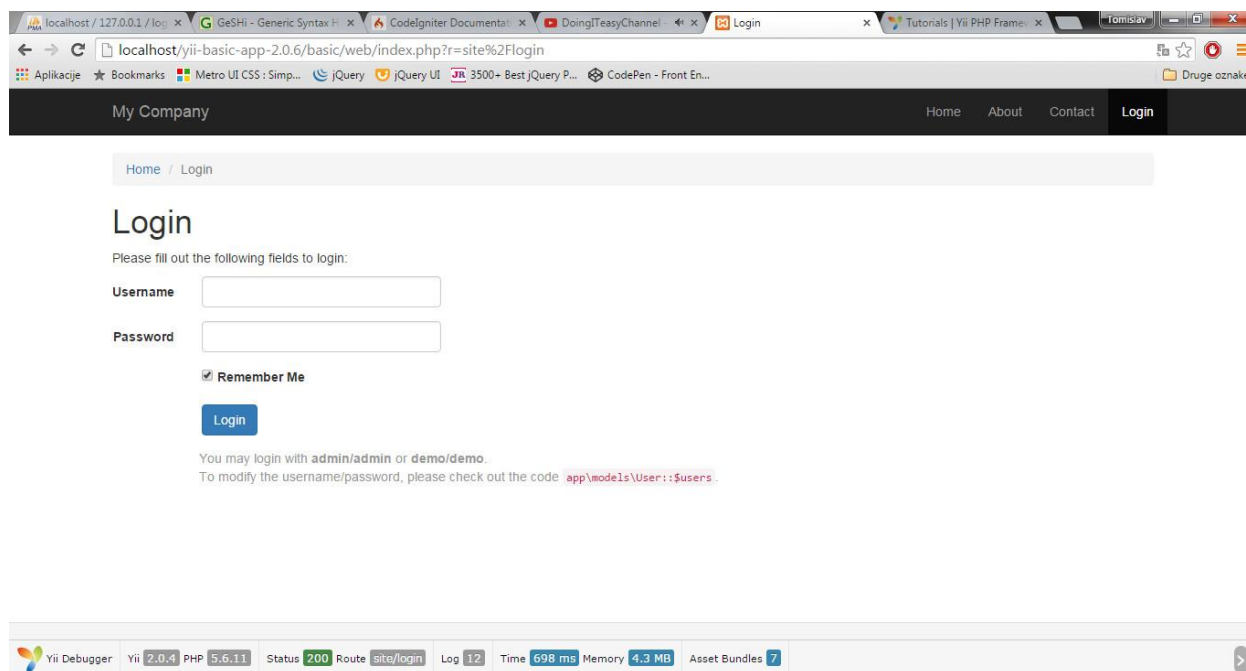 localhost / 127.0.0.1 / log
GeSHi - Generic Syntax H
CodeIgniter Documentat
DoingITeasyChannel -
Login
Tutorials | Yii PHP Framew
Tomislav
localhost/yii-basic-app-2.0.6/basic/web/index.php?r=site%2Flogin
Aplikacije Bookmarks Metro UI CSS : Simp... jQuery jQuery UI JR 3500+ Best jQuery P... CodePen - Front En... Druge oznake
My Company Home About Contact Login
Home / Login
Login
Please fill out the following fields to login:
Username
Password
Remember Me
Login
You may login with admin/admin or demo/demo.
To modify the username/password, please check out the code app\models\User::$users.
Yii Debugger Yii 2.0.4 PHP 5.6.11 Status 200 Route site/login Log 12 Time 698 ms Memory 4.3 MB Asset Bundles 7